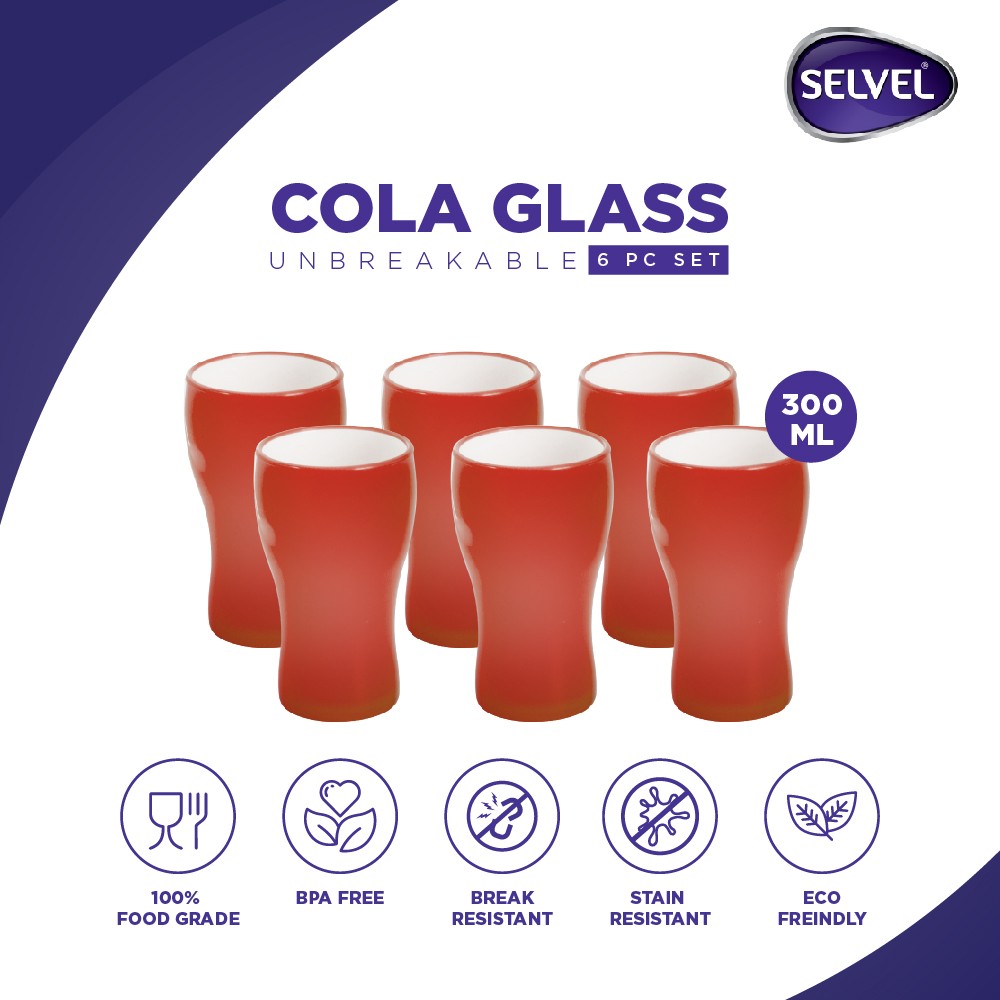 SELVEL®
COLA GLASS
UNBREAKABLE 6 PC SET
300
ML
100%
FOOD GRADE
BPA FREE
BREAK
RESISTANT
STAIN
RESISTANT
ECO
FREINDLY